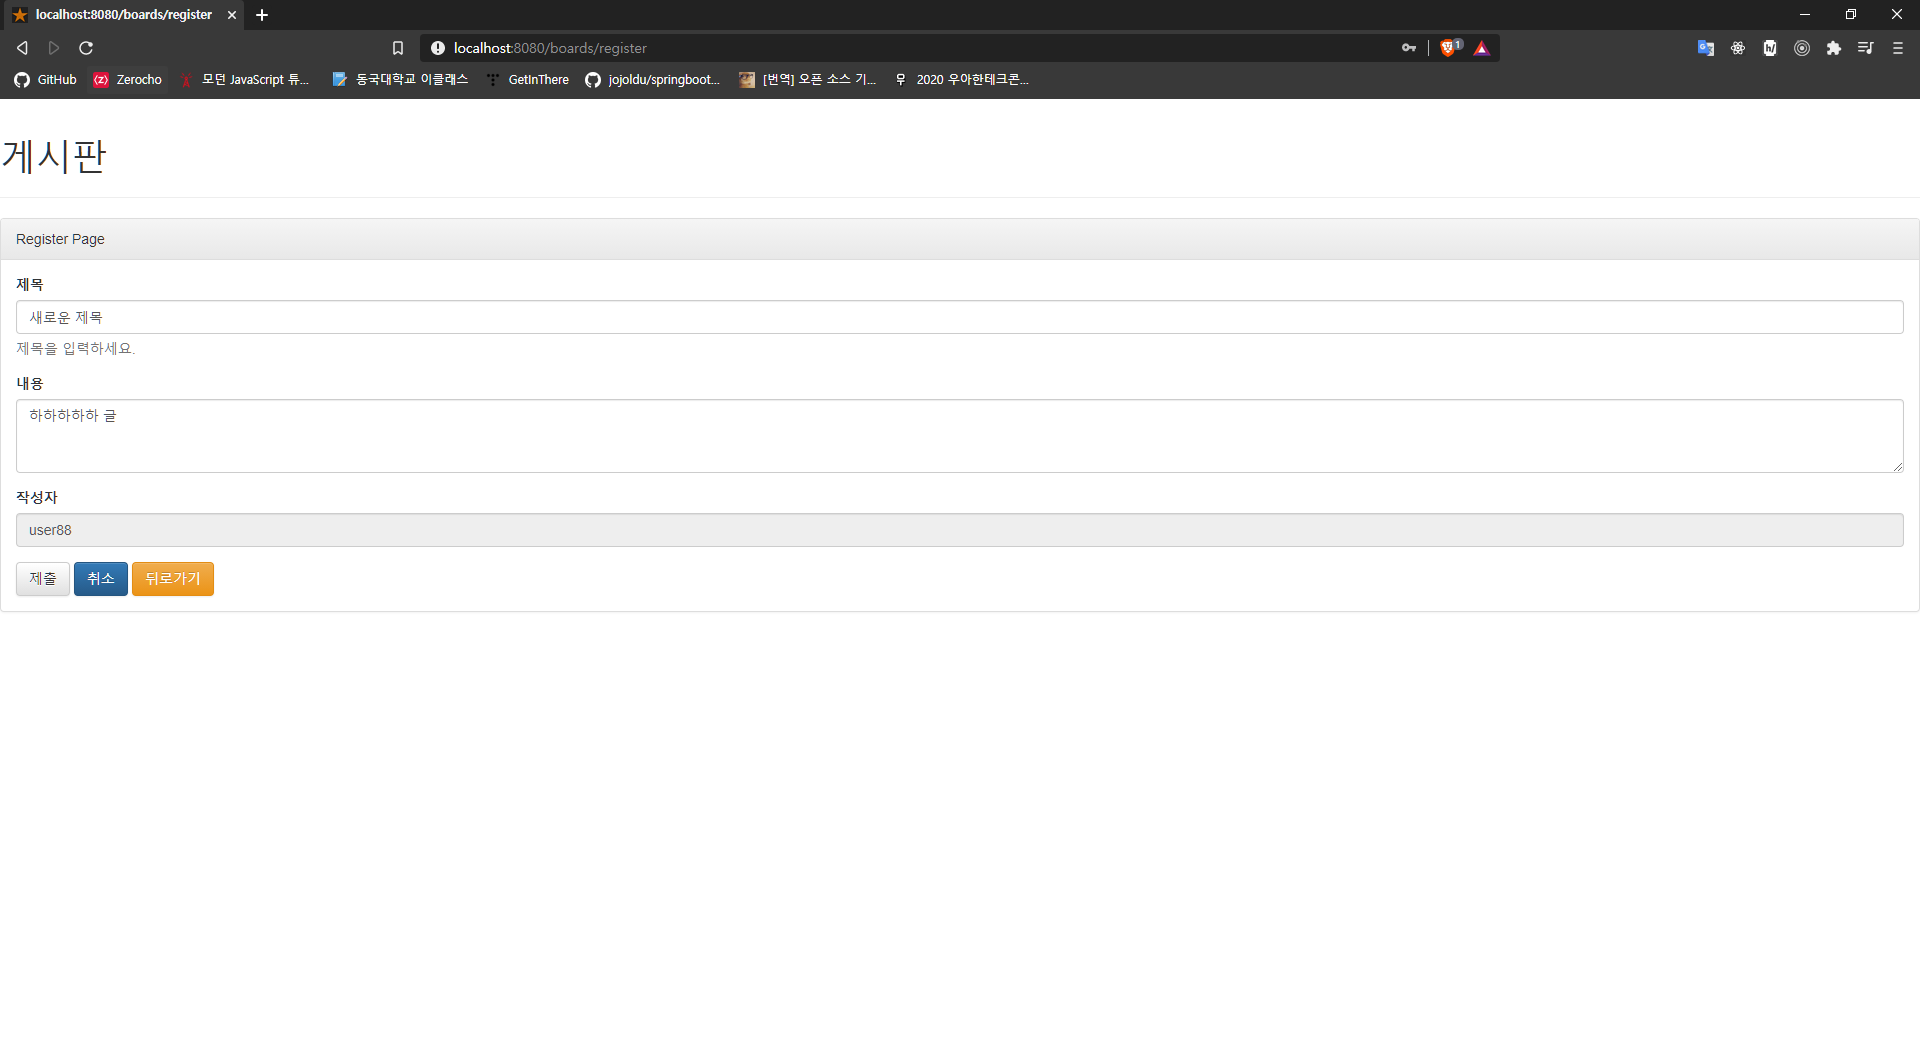 localhost:8080/boards/register
localhost:8080/boards/register
1
GitHub
Zerocho
모던 JavaScript 튜...
동국대학교 이클래스
GetInThere
jojoldu/springboot...
[번역] 오픈 소스 기...
2020 우아한테크콘...
게시판
Register Page
제목
새로운 제목
제목을 입력하세요.
내용
하하하하하 글
작성자
user88
제출 취소 뒤로가기